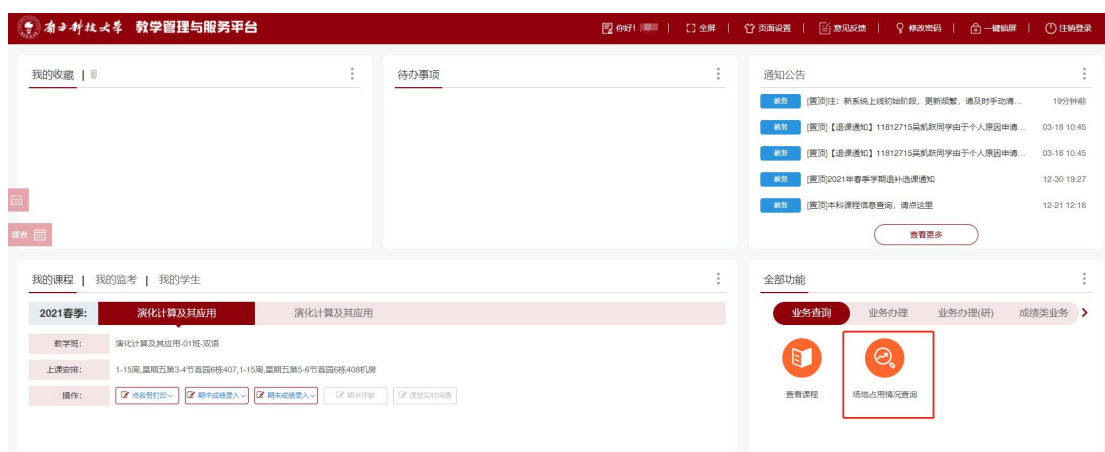 南方科技大学 教学管理与服务平台
你好! | 全屏 | 页面设置 | 意见反馈 | 修改密码 | 一键锁屏 | 注销登录
我的收藏 |
待办事项
通知公告
教务 [置顶]注：新系统上线初始阶段，更新频繁，请及时手动清... 19分钟前
教务 [置顶]【退课通知】11812715吴凯跃同学由于个人原因申请... 03-18 10:45
教务 [置顶]【退课通知】11812715吴凯跃同学由于个人原因申请... 03-18 10:45
教务 [置顶]2021年春季学期退补选课通知 12-30 19:27
教务 [置顶]本科课程信息查询，请点这里 12-21 12:18
查看更多
课表
我的课程 | 我的监考 | 我的学生
2021春季: 演化计算及其应用 演化计算及其应用
教学班: 演化计算及其应用-01班-双语
上课安排: 1-15周,星期五第3-4节荔园6栋407,1-15周,星期五第5-6节荔园6栋408机房
操作: 点名册打印 期中成绩录入 期末成绩录入 期末评教 课堂实时沟通
全部功能
业务查询 业务办理 业务办理(研) 成绩类业务
查看课程 场地占用情况查询